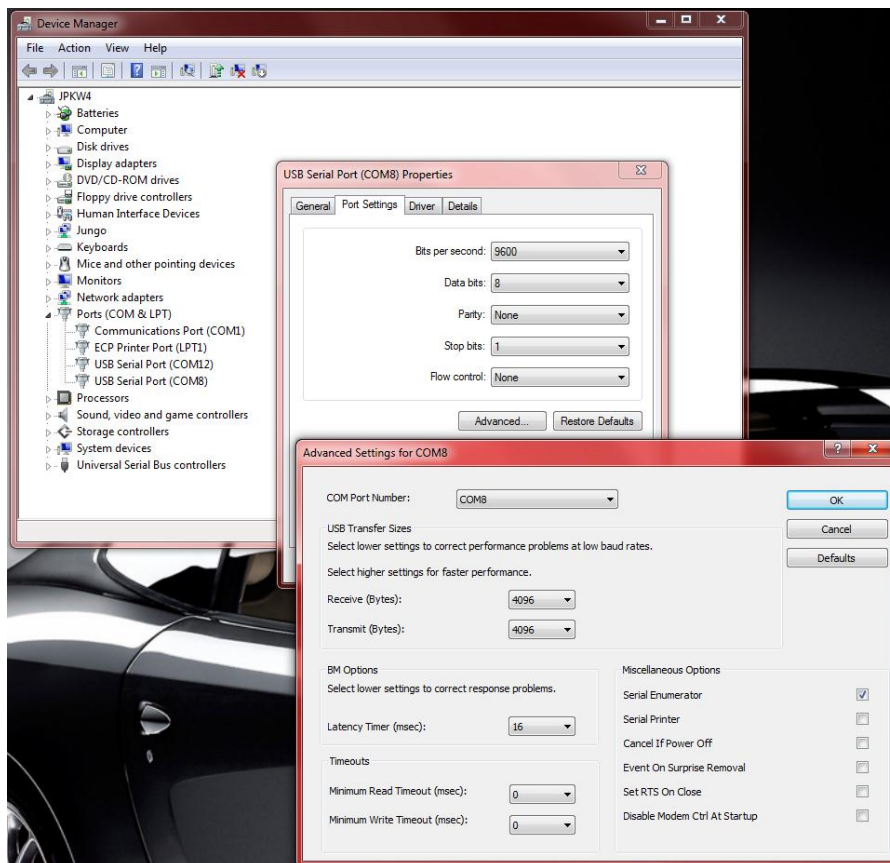 Device Manager
File Action View Help
JPKW4
Batteries
Computer
Disk drives
Display adapters
DVD/CD-ROM drives
Floppy drive controllers
Human Interface Devices
Jungo
Keyboards
Mice and other pointing devices
Monitors
Network adapters
Ports (COM & LPT)
Communications Port (COM1)
ECP Printer Port (LPT1)
USB Serial Port (COM12)
USB Serial Port (COM8)
Processors
Sound, video and game controllers
Storage controllers
System devices
Universal Serial Bus controllers
USB Serial Port (COM8) Properties
General Port Settings Driver Details
Bits per second: 9600
Data bits: 8
Parity: None
Stop bits: 1
Flow control: None
Advanced... Restore Defaults
Advanced Settings for COM8
COM Port Number: COM8
OK
Cancel
Defaults
USB Transfer Sizes
Select lower settings to correct performance problems at low baud rates.
Select higher settings for faster performance.
Receive (Bytes): 4096
Transmit (Bytes): 4096
BM Options
Select lower settings to correct response problems.
Latency Timer (msec): 16
Timeouts
Minimum Read Timeout (msec): 0
Minimum Write Timeout (msec): 0
Miscellaneous Options
Serial Enumerator
Serial Printer
Cancel If Power Off
Event On Surprise Removal
Set RTS On Close
Disable Modem Ctrl At Startup